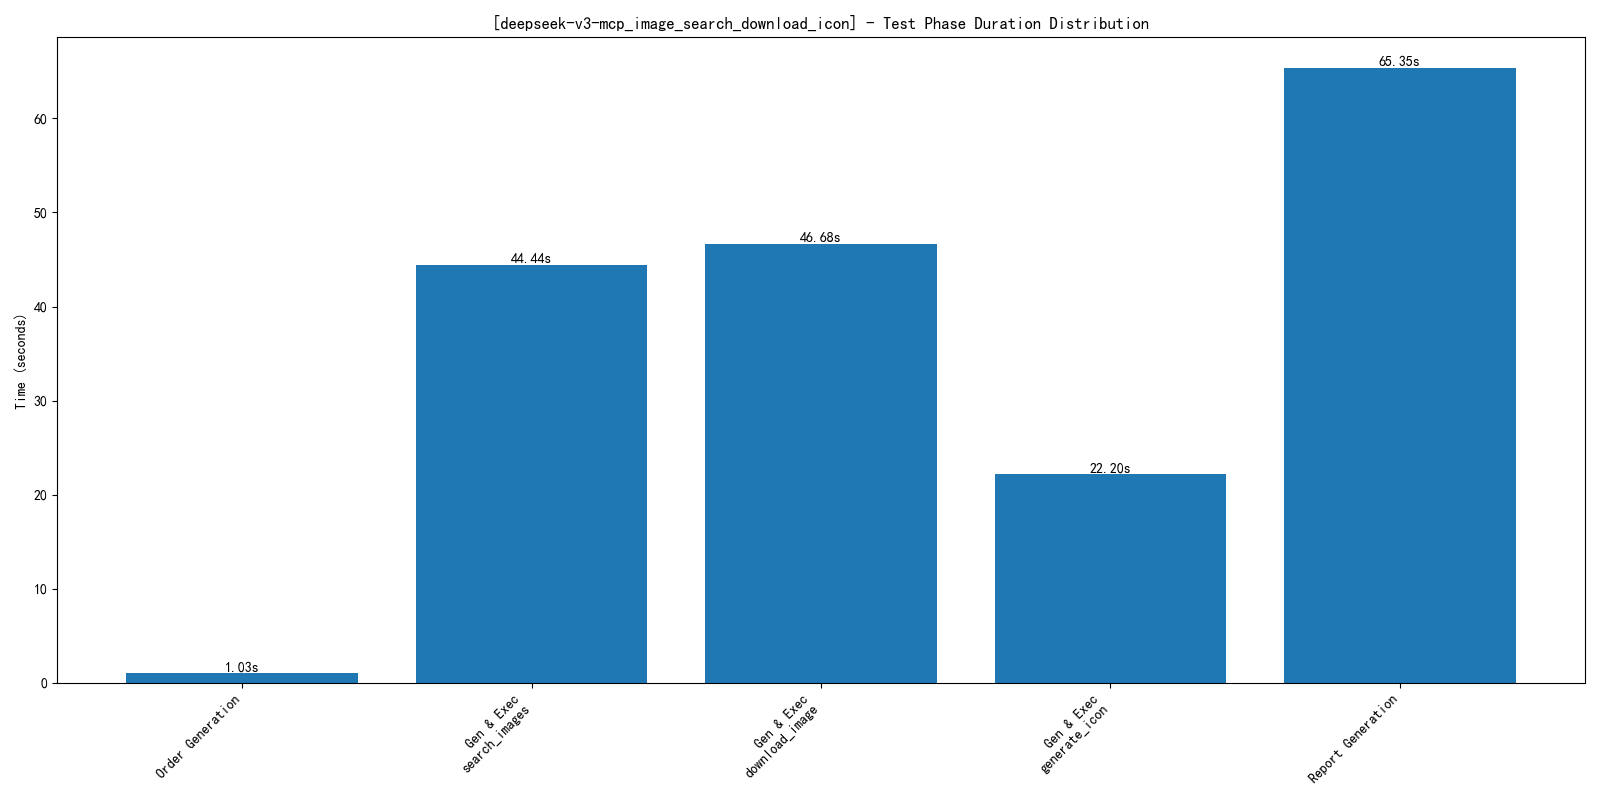 [deepseek-v3-mcp_image_search_download_icon] - Test Phase Duration Distribution
Time (seconds)
60
50
40
30
20
10
0
1.03s
44.44s
46.68s
22.20s
65.35s
Order Generation
Gen & Exec
search_images
Gen & Exec
download_image
Gen & Exec
generate_icon
Report Generation